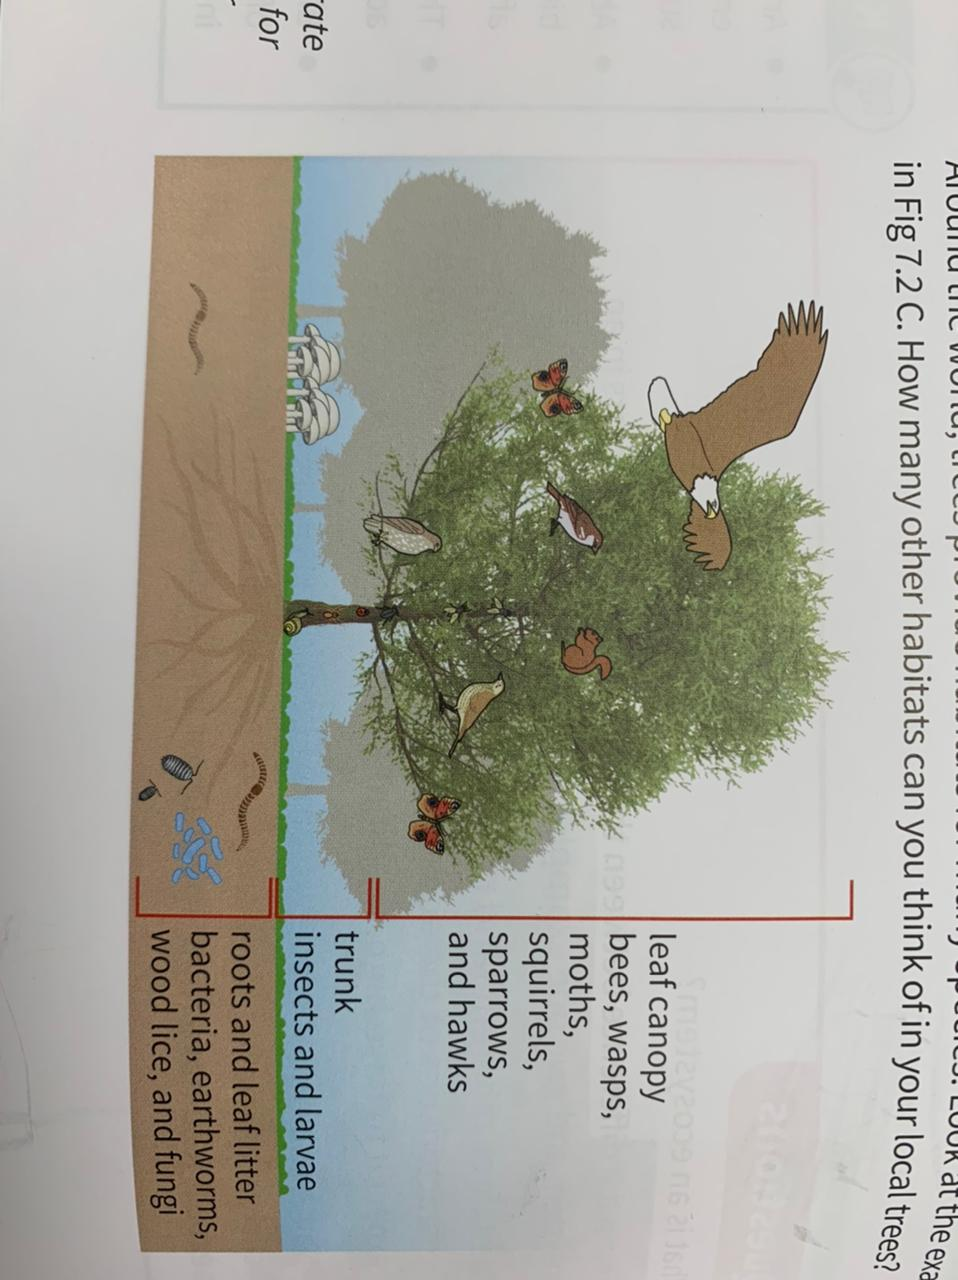 in Fig 7.2 C. How many other habitats can you think of in your local trees?
for
leaf canopy
bees, wasps,
moths,
squirrels,
sparrows,
and hawks
trunk
insects and larvae
roots and leaf litter
bacteria, earthworms,
wood lice, and fungi